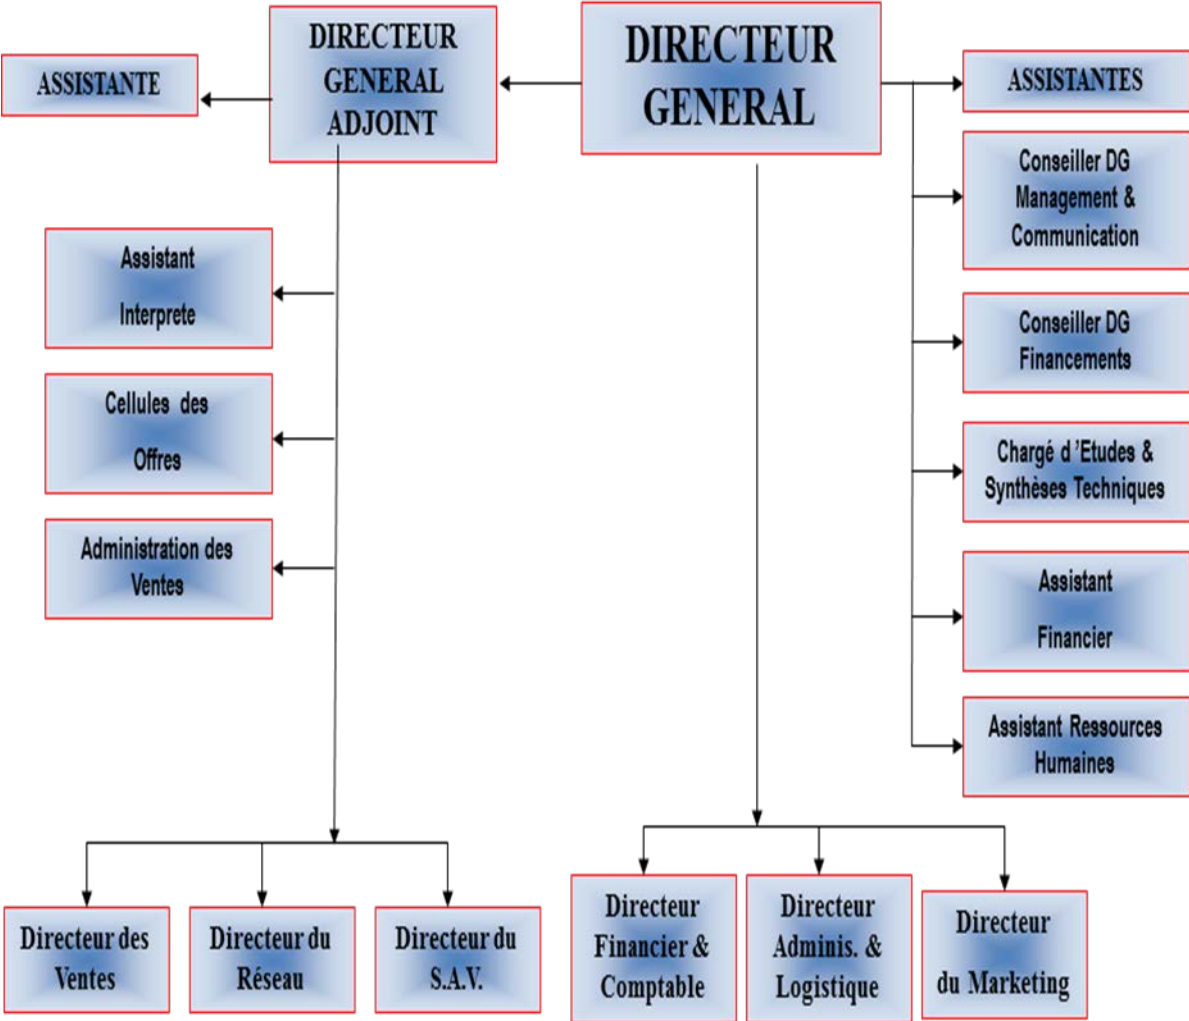 DIRECTEUR
GENERAL
DIRECTEUR
GENERAL
ADJOINT
ASSISTANTE
ASSISTANTES
Conseiller DG
Management &
Communication
Conseiller DG
Financements
Chargé d ’Etudes &
Synthèses Techniques
Assistant
Financier
Assistant Ressources
Humaines
Assistant
Interprete
Cellules des
Offres
Administration des
Ventes
Directeur des
Ventes
Directeur du
Réseau
Directeur du
S.A.V.
Directeur
Financier &
Comptable
Directeur
Adminis. &
Logistique
Directeur
du Marketing